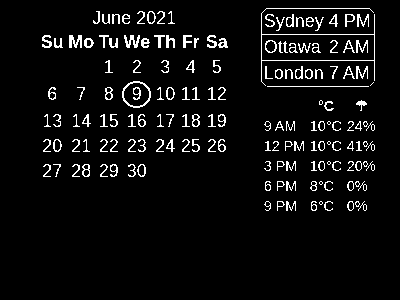 June 2021
Su Mo Tu We Th Fr Sa
1 2 3 4 5
6 7 8 9 10 11 12
13 14 15 16 17 18 19
20 21 22 23 24 25 26
27 28 29 30
Sydney 4 PM
Ottawa 2 AM
London 7 AM
°C ☂
9 AM 10°C 24%
12 PM 10°C 41%
3 PM 10°C 20%
6 PM 8°C 0%
9 PM 6°C 0%